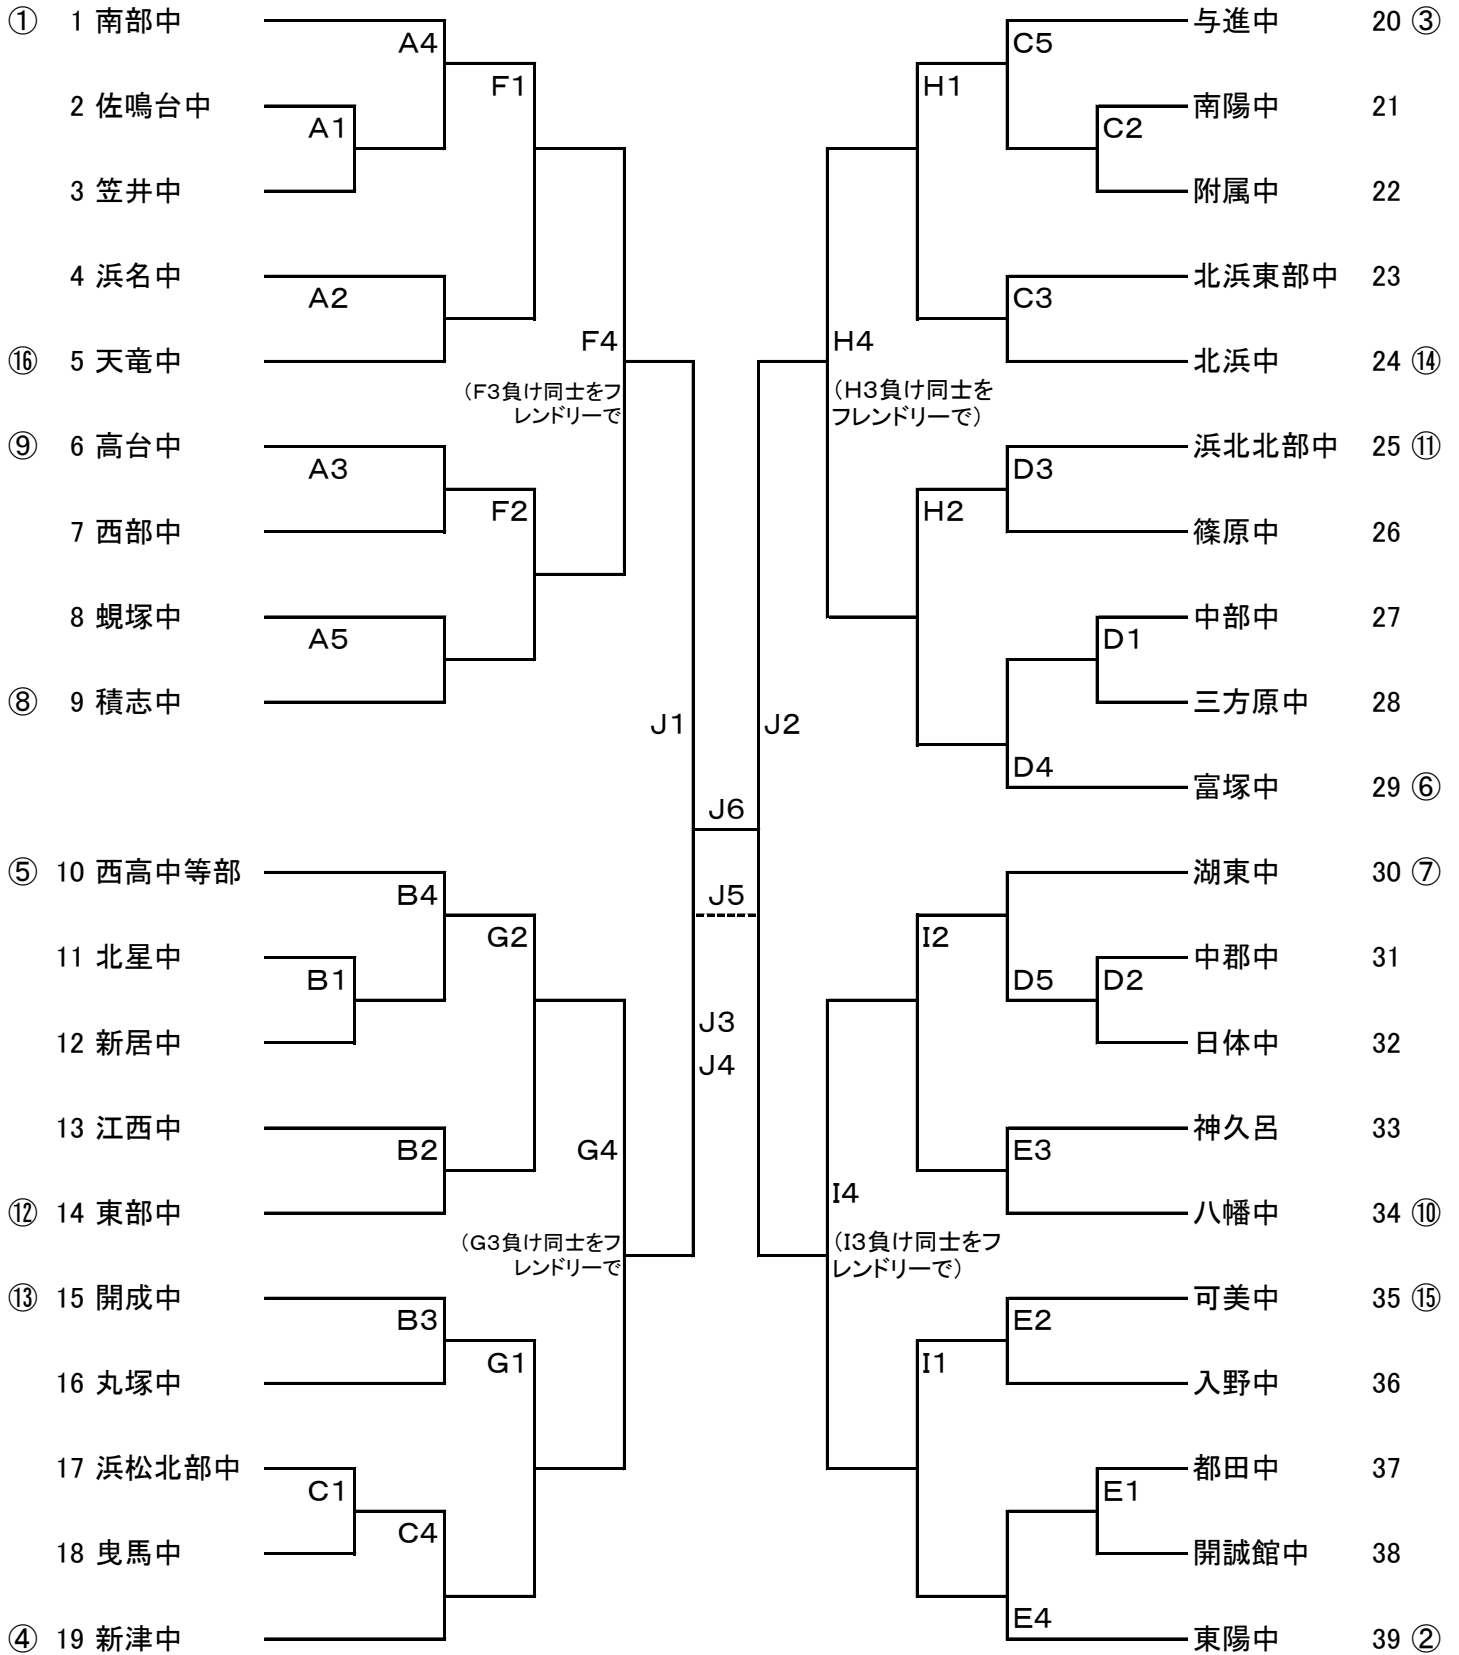 ① 1 南部中
A4
F1
2 佐鳴台中
A1
3 笠井中
4 浜名中
A2
F4
⑯ 5 天竜中
（F3負け同士をフ
レンドリーで
⑨ 6 高台中
A3
F2
7 西部中
8 蜆塚中
A5
⑧ 9 積志中
J1
⑤ 10 西高中等部
B4
G2
11 北星中
B1
12 新居中
13 江西中
B2
G4
⑫ 14 東部中
（G3負け同士をフ
レンドリーで
⑬ 15 開成中
B3
G1
16 丸塚中
17 浜松北部中
C1
C4
18 曳馬中
④ 19 新津中
J6
J5
J3
J4
与進中 20 ③
C5
H1
南陽中 21
C2
附属中 22
北浜東部中 23
C3
H4
北浜中 24 ⑭
（H3負け同士を
フレンドリーで）
浜北北部中 25 ⑪
D3
H2
篠原中 26
中部中 27
D1
三方原中 28
J2
D4
富塚中 29 ⑥
湖東中 30 ⑦
I2
中郡中 31
D5
D2
日体中 32
神久呂 33
E3
I4
八幡中 34 ⑩
（I3負け同士をフ
レンドリーで）
可美中 35 ⑮
E2
I1
入野中 36
都田中 37
E1
開誠館中 38
E4
東陽中 39 ②